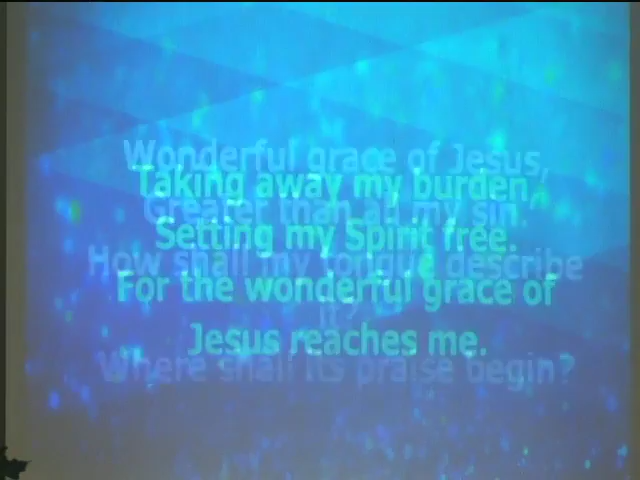 Wonderful grace of Jesus,
Taking away my burden,
Greater than all my sin.
Setting my Spirit free.
How shall my tongue describe
For the wonderful grace of
it?
Jesus reaches me.
Where shall its praise begin?